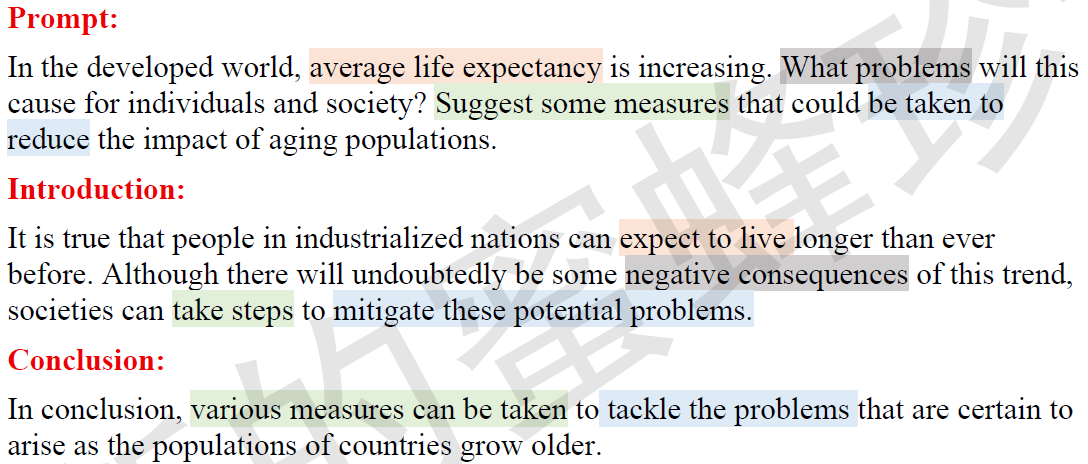 Prompt:
In the developed world, average life expectancy is increasing. What problems will this
cause for individuals and society? Suggest some measures that could be taken to
reduce the impact of aging populations.
Introduction:
It is true that people in industrialized nations can expect to live longer than ever
before. Although there will undoubtedly be some negative consequences of this trend,
societies can take steps to mitigate these potential problems.
Conclusion:
In conclusion, various measures can be taken to tackle the problems that are certain to
arise as the populations of countries grow older.
的蜜蜂